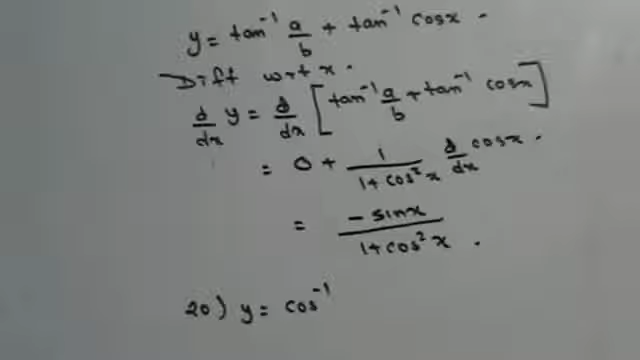 y = tan⁻¹ a/b + tan⁻¹ cosx .
Diff wrt x .
d/dx y = d/dx [tan⁻¹ a/b + tan⁻¹ cosx]
= 0 + 1/(1+cos²x) d/dx cosx .
= -sinx/(1+cos²x) .
20) y = cos⁻¹